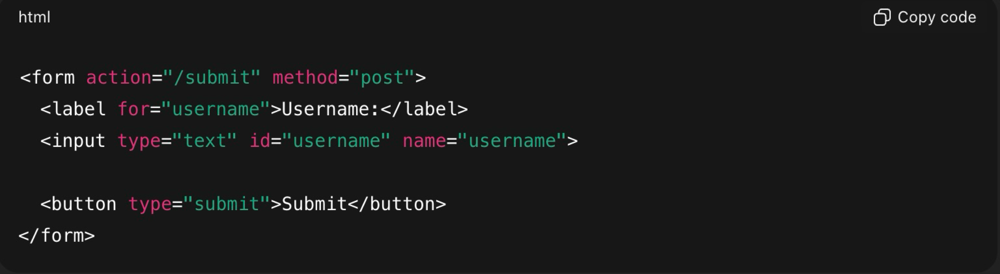 html
Copy code
<form action="/submit" method="post">
  <label for="username">Username:</label>
  <input type="text" id="username" name="username">
  <button type="submit">Submit</button>
</form>